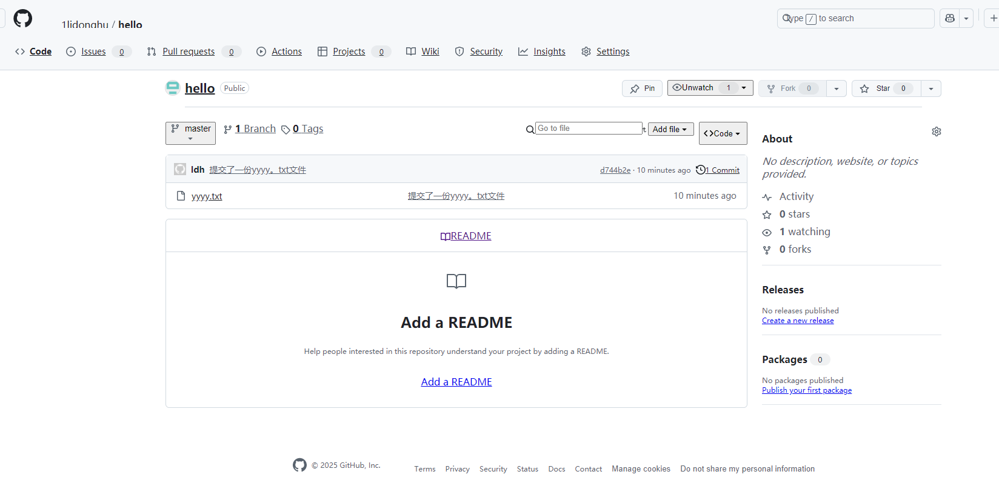 1lidonghu / hello
Type / to search
Code Issues 0 Pull requests 0 Actions Projects 0 Wiki Security Insights Settings
hello Public
Pin Unwatch 1 Fork 0 Star 0
master 1 Branch 0 Tags
Go to file t Add file Code
ldh 提交了一份yyyy。txt文件 d744b2e · 10 minutes ago 1 Commit
yyyy.txt 提交了一份yyyy。txt文件 10 minutes ago
README
Add a README
Help people interested in this repository understand your project by adding a README.
Add a README
About
No description, website, or topics
provided.
Activity
0 stars
1 watching
0 forks
Releases
No releases published
Create a new release
Packages 0
No packages published
Publish your first package
© 2025 GitHub, Inc. Terms Privacy Security Status Docs Contact Manage cookies Do not share my personal information